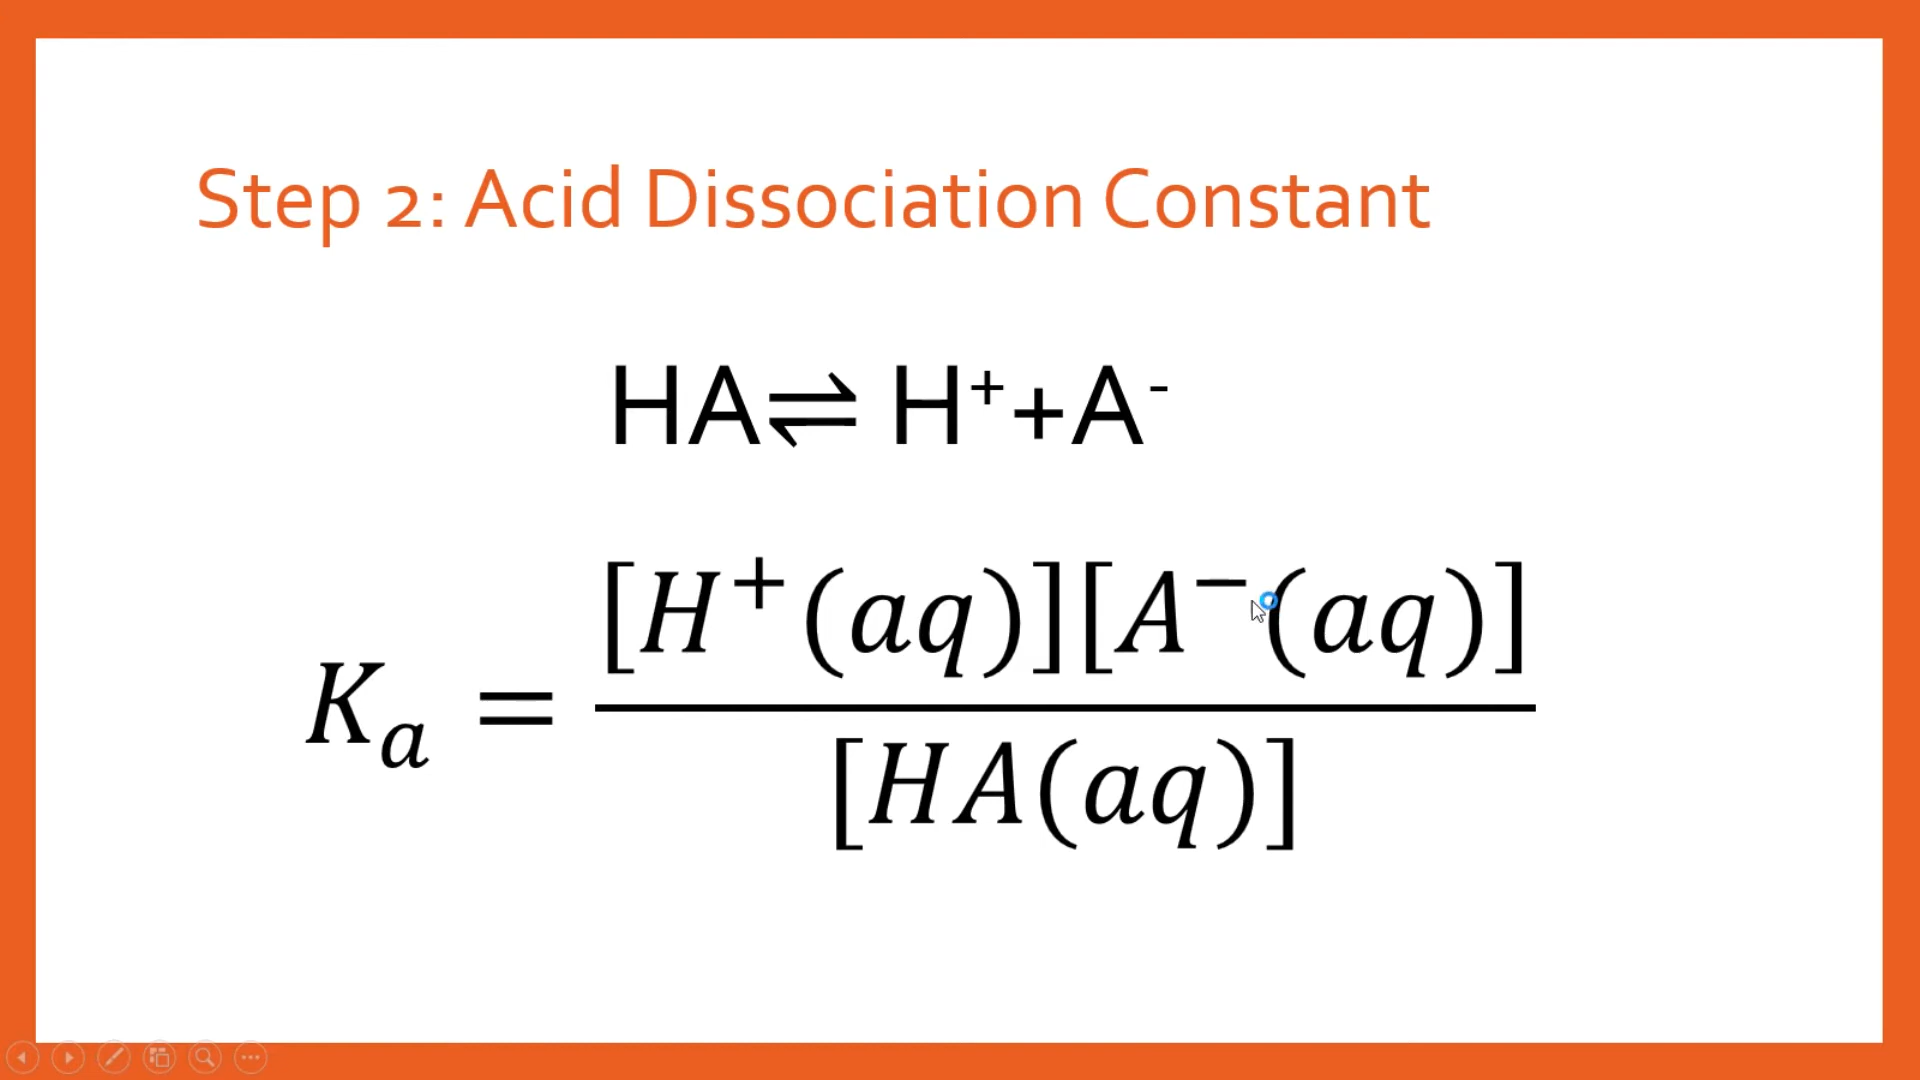 Step 2: Acid Dissociation Constant
HA⇌ H⁺+A⁻
[H⁺(aq)][A⁻(aq)]
Kₐ =
[HA(aq)]